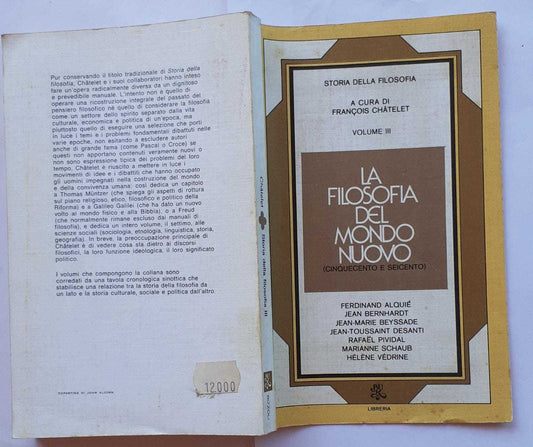 Pur conservando il titolo tradizionale di Storia della
filosofia, Châtelet e i suoi collaboratori hanno inteso
fare un'opera radicalmente diversa da un dignitoso
e prevedibile manuale. L'intento non è quello di
operare una ricostruzione integrale del passato del
pensiero filosofico né quello di considerare la filosofia
come un settore dello spirito separato dalla vita
culturale, economica e politica di un'epoca, ma
piuttosto quello di eseguire una selezione che porti
in luce i temi e i problemi fondamentali dibattuti nelle
varie epoche, non esitando a escludere autori
anche di grande fama (come Pascal o Croce) se
questi non apportano contenuti veramente nuovi o
non sono espressione tipica dei problemi del loro
tempo. Châtelet è riuscito a mettere in luce i
movimenti di idee e i dibattiti che hanno occupato
gli uomini impegnati nella costruzione del mondo
e della convivenza umana: così dedica un capitolo
a Thomas Müntzer (che spiega gli aspetti di rottura
sul piano religioso, etico, filosofico e politico della
Riforma) e a Galileo Galilei (che ha dato un nuovo
volto al mondo fisico e alla Bibbia), o a Freud
(che normalmente rimane escluso dai manuali di
filosofia), e dedica un intero volume, il settimo, alle
scienze sociali (sociologia, etnologia, linguistica, storia,
geografia). In breve, la preoccupazione principale di
Châtelet è di vedere cosa sta dietro ai discorsi
filosofici, la loro funzione ideologica, il loro significato
politico.
I volumi che compongono la collana sono
corredati da una tavola cronologica sinottica che
stabilisce una relazione tra la storia della filosofia da
un lato e la storia culturale, sociale e politica dall'altro.
COPERTINA DI JOHN ALCORN
12000
Châtelet Storia della filosofia III
RIZZOLI
STORIA DELLA FILOSOFIA
A CURA DI
FRANÇOIS CHÂTELET
VOLUME III
LA
FILOSOFIA
DEL
MONDO
NUOVO
(CINQUECENTO E SEICENTO)
FERDINAND ALQUIÉ
JEAN BERNHARDT
JEAN-MARIE BEYSSADE
JEAN-TOUSSAINT DESANTI
RAFAËL PIVIDAL
MARIANNE SCHAUB
HÉLÈNE VÉDRINE
LIBRERIA